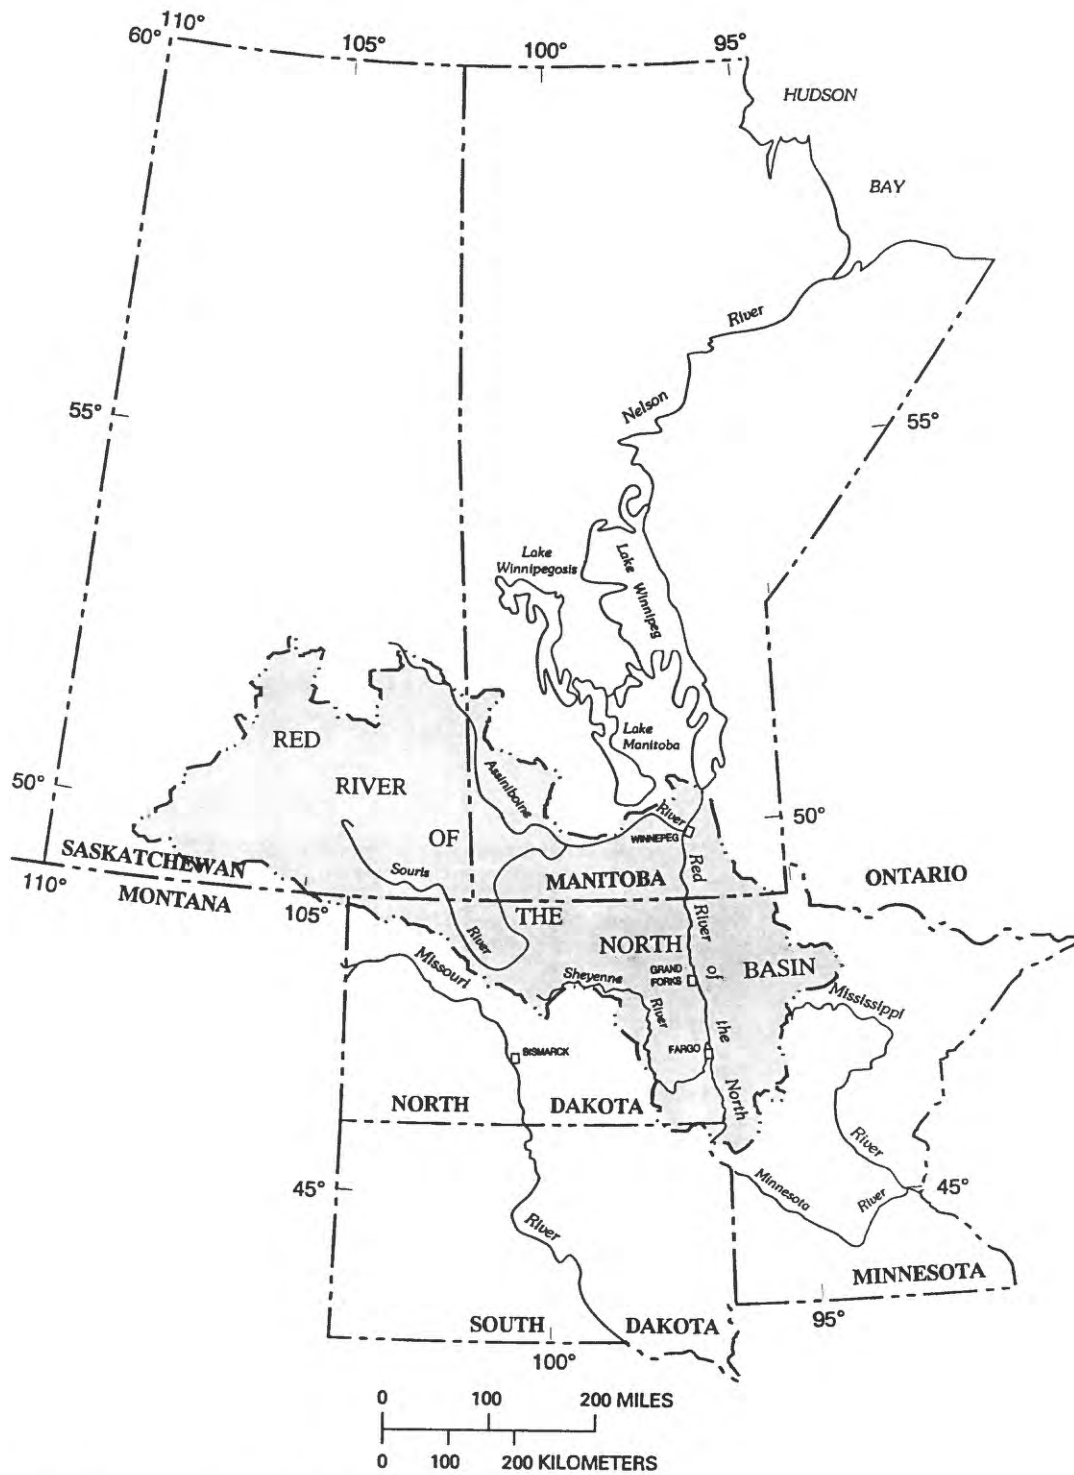 110°
60°
105°
100°
95°
HUDSON
BAY
River
Nelson
55°
55°
Lake
Winnipegosis
Lake Winnipeg
Lake
Manitoba
RED
RIVER
OF
THE
NORTH
BASIN
50°
50°
Assiniboine
River
WINNEPEG
SASKATCHEWAN
MANITOBA
ONTARIO
110°
MONTANA
105°
Souris
River
Red River of the North
Missouri
Sheyenne
River
GRAND
FORKS
Mississippi
BISMARCK
FARGO
NORTH DAKOTA
River
45°
Minnesota
River
45°
River
MINNESOTA
95°
SOUTH DAKOTA
100°
0 100 200 MILES
0 100 200 KILOMETERS